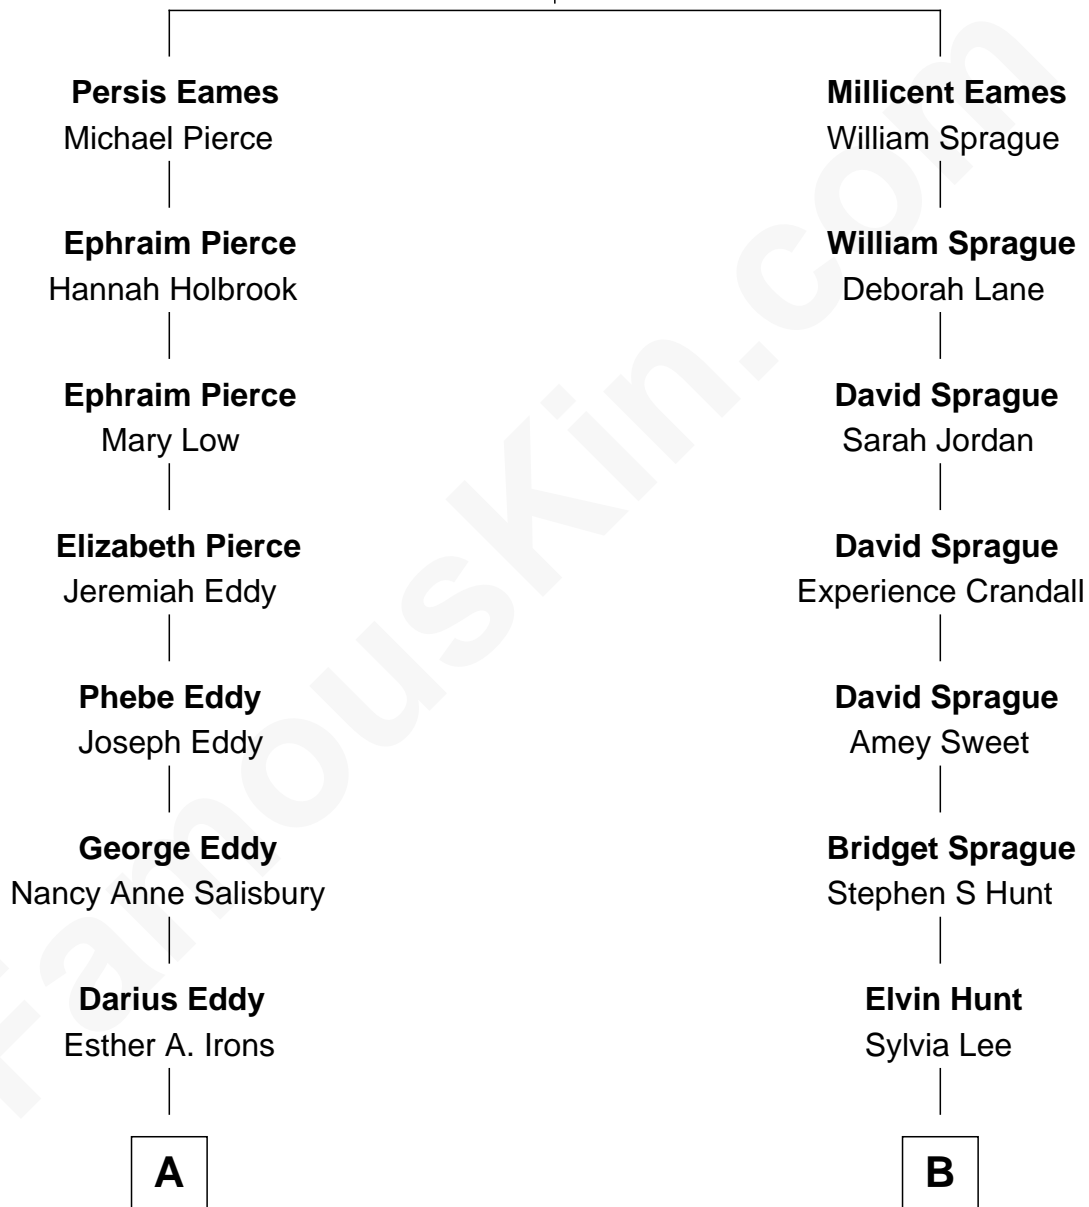 Persis Eames
Michael Pierce
Ephraim Pierce
Hannah Holbrook
Ephraim Pierce
Mary Low
Elizabeth Pierce
Jeremiah Eddy
Phebe Eddy
Joseph Eddy
George Eddy
Nancy Anne Salisbury
Darius Eddy
Esther A. Irons
A
Millicent Eames
William Sprague
William Sprague
Deborah Lane
David Sprague
Sarah Jordan
David Sprague
Experience Crandall
David Sprague
Amey Sweet
Bridget Sprague
Stephen S Hunt
Elvin Hunt
Sylvia Lee
B
FamousKin.com